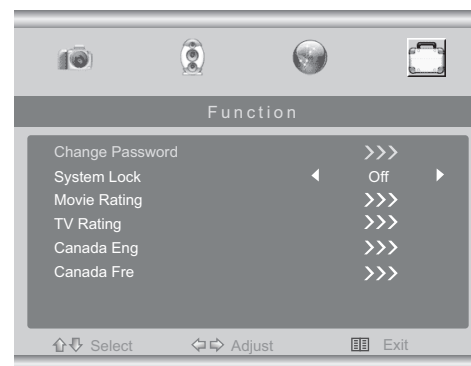 Function
Change Password >>>
System Lock Off
Movie Rating >>>
TV Rating >>>
Canada Eng >>>
Canada Fre >>>
Select Adjust Exit